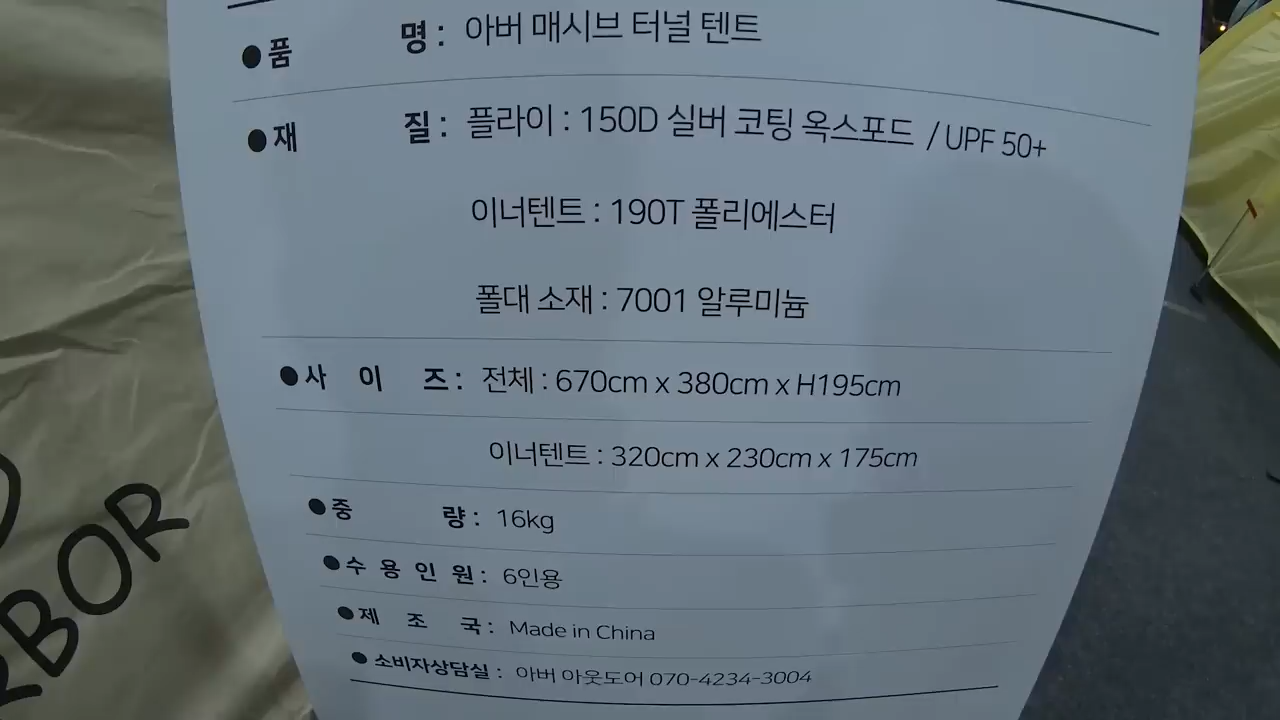 ●품 명 : 아버 매시브 터널 텐트
●재 질 : 플라이 : 150D 실버 코팅 옥스포드 / UPF 50+
이너텐트 : 190T 폴리에스터
폴대 소재 : 7001 알루미늄
●사 이 즈 : 전체 : 670cm x 380cm x H195cm
이너텐트 : 320cm x 230cm x 175cm
●중 량 : 16kg
●수 용 인 원 : 6인용
●제 조 국 : Made in China
●소비자상담실 : 아버 아웃도어 070-4234-3004
RBOR